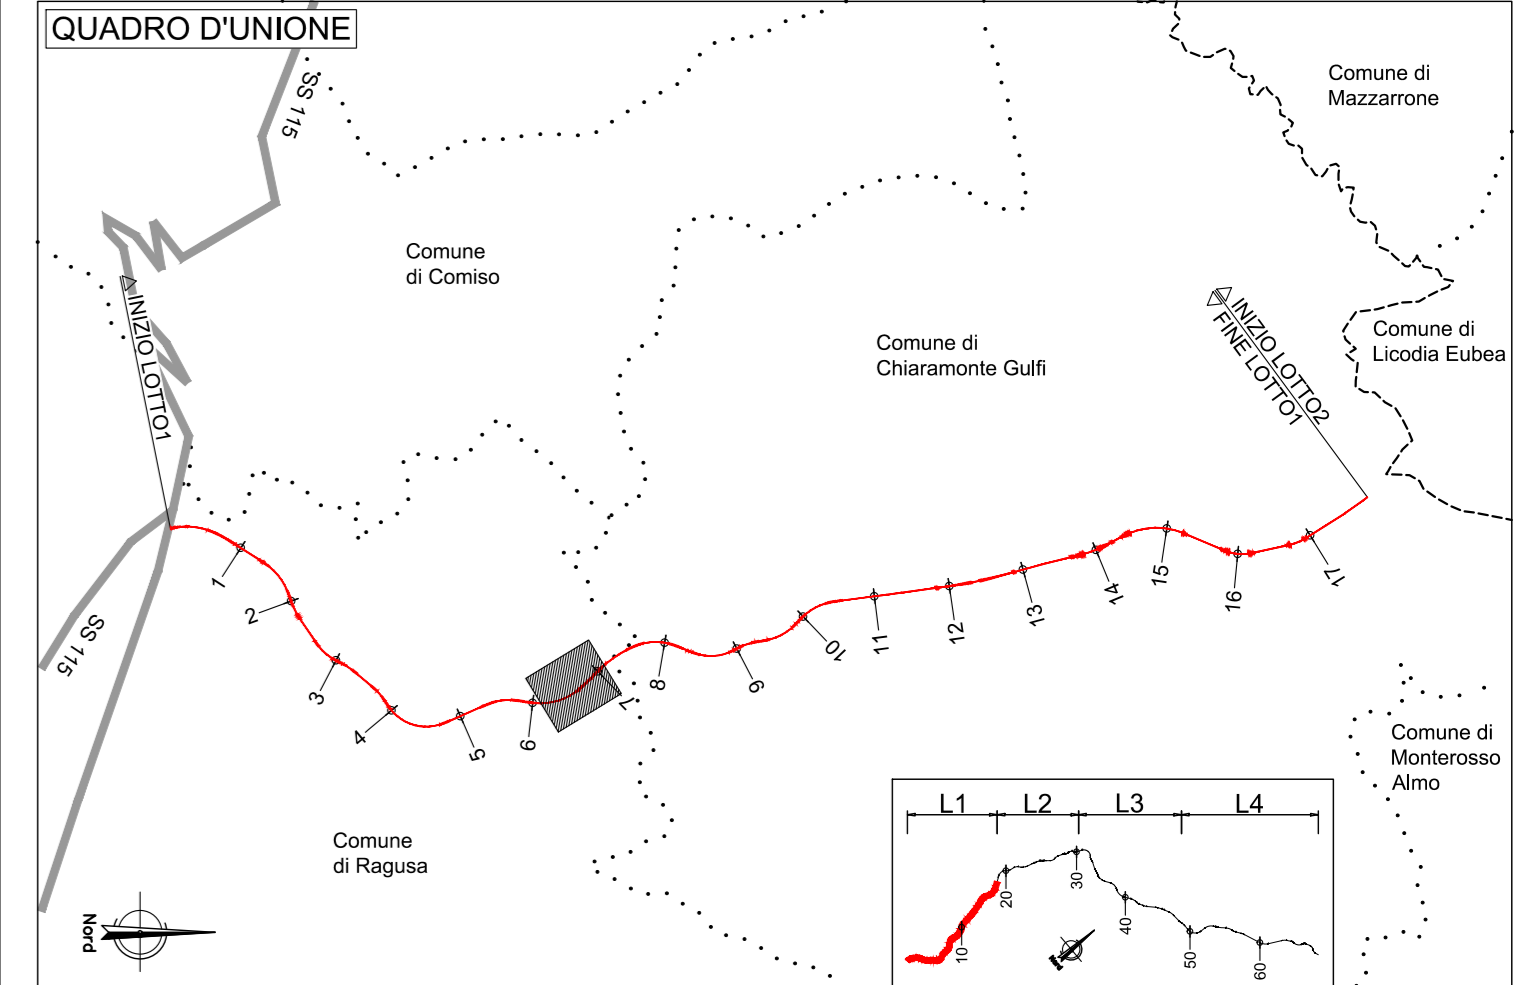 QUADRO D'UNIONE
SS 115
Comune di
Mazzarrone
Comune
di Comiso
INIZIO LOTTO1
Comune di
Chiaramonte Gulfi
INIZIO LOTTO2
FINE LOTTO1
Comune di
Licodia Eubea
1
2
3
4
5
6
7
8
9
10
11
12
13
14
15
16
17
SS 115
Comune di
Monterosso
Almo
Comune
di Ragusa
Nord
L1 L2 L3 L4
10
20
30
40
50
60
Nord